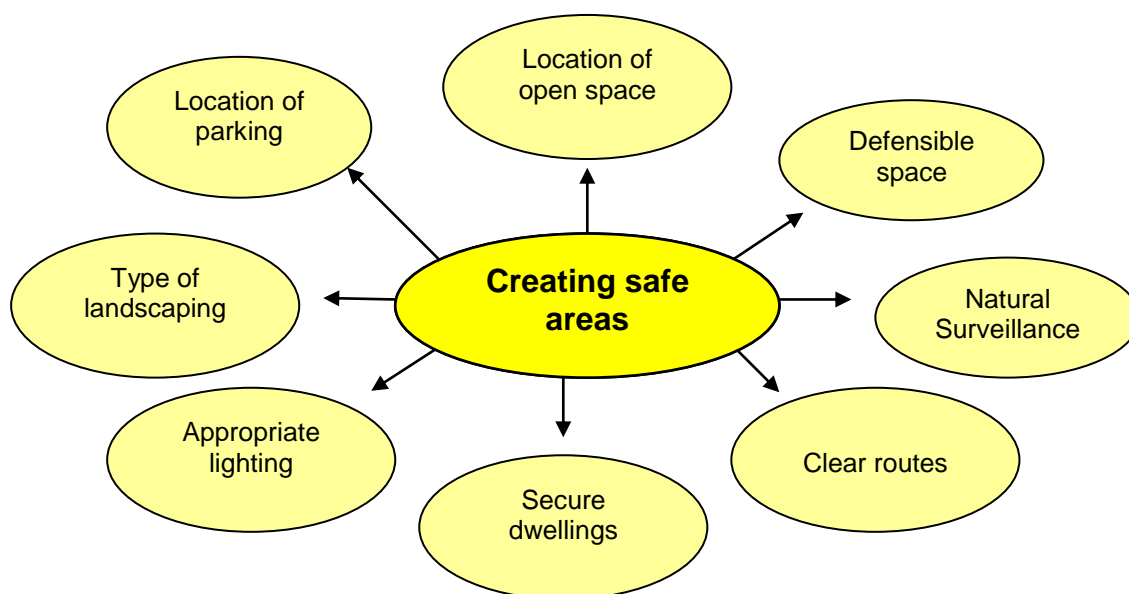 Location of
open space
Location of
parking
Defensible
space
Type of
landscaping
Creating safe
areas
Natural
Surveillance
Appropriate
lighting
Clear routes
Secure
dwellings